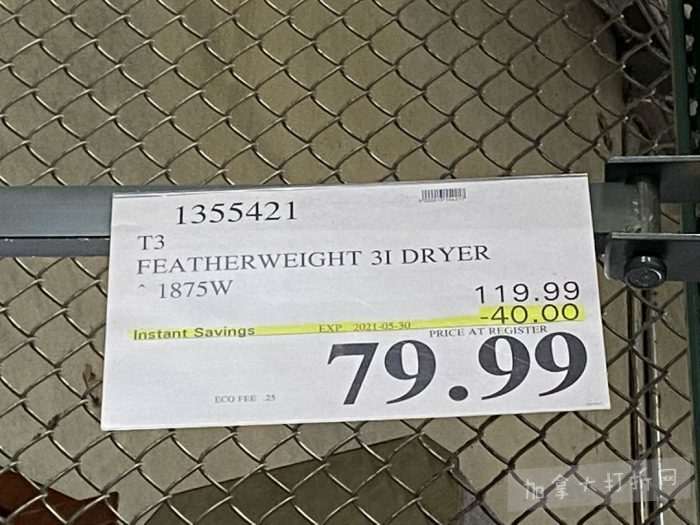 1355421
T3
FEATHERWEIGHT 3I DRYER
^ 1875W
119.99
-40.00
Instant Savings EXP 2021-05-30
PRICE AT REGISTER
79.99
ECO FEE .25
加拿大打折网